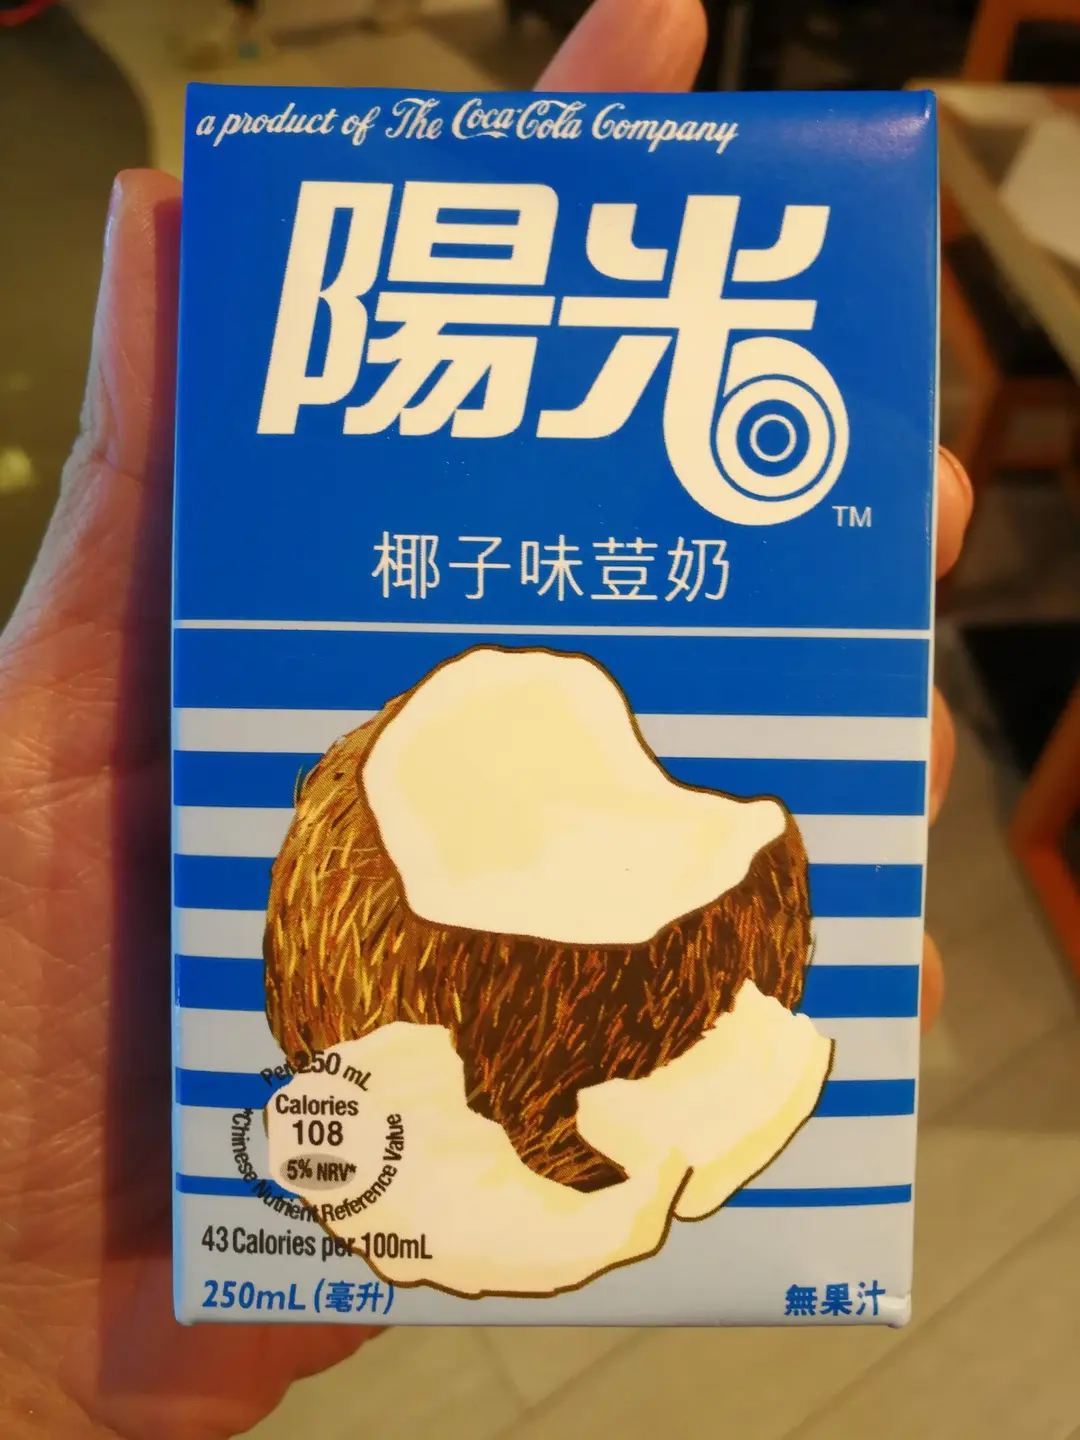 a product of The Coca-Cola Company
陽光
TM
椰子味荳奶
Per 250 mL
Calories
108
5% NRV*
*Chinese Nutrient Reference Value
43 Calories per 100mL
250mL (毫升)
無果汁